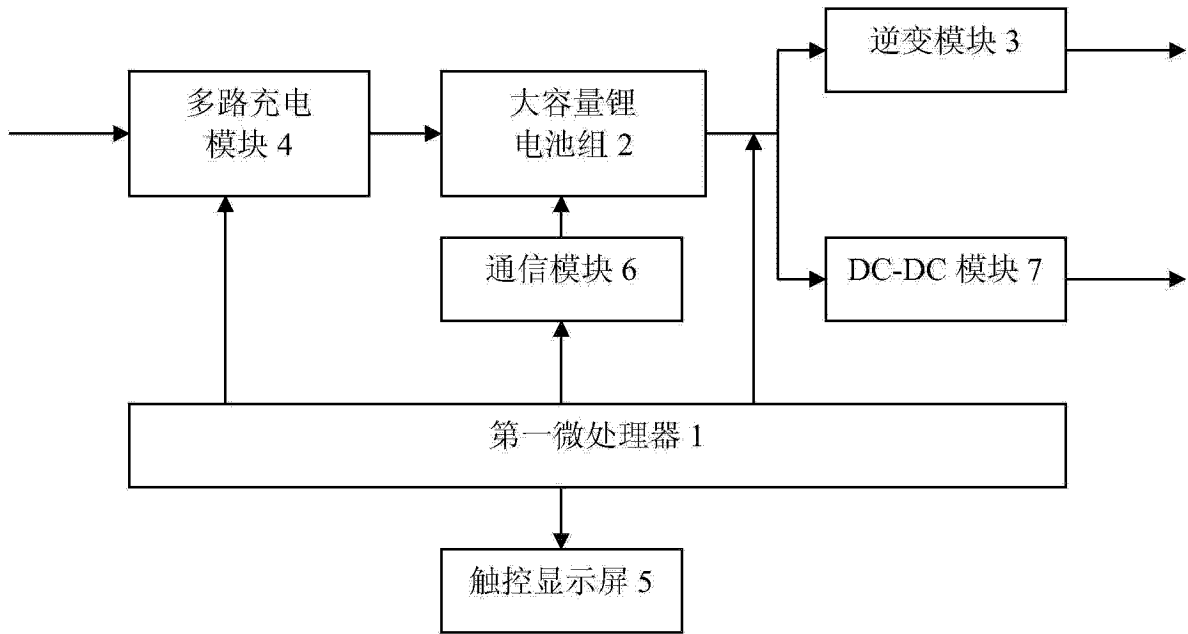 逆变模块 3
多路充电
模块 4
大容量锂
电池组 2
通信模块 6
DC-DC 模块 7
第一微处理器 1
触控显示屏 5